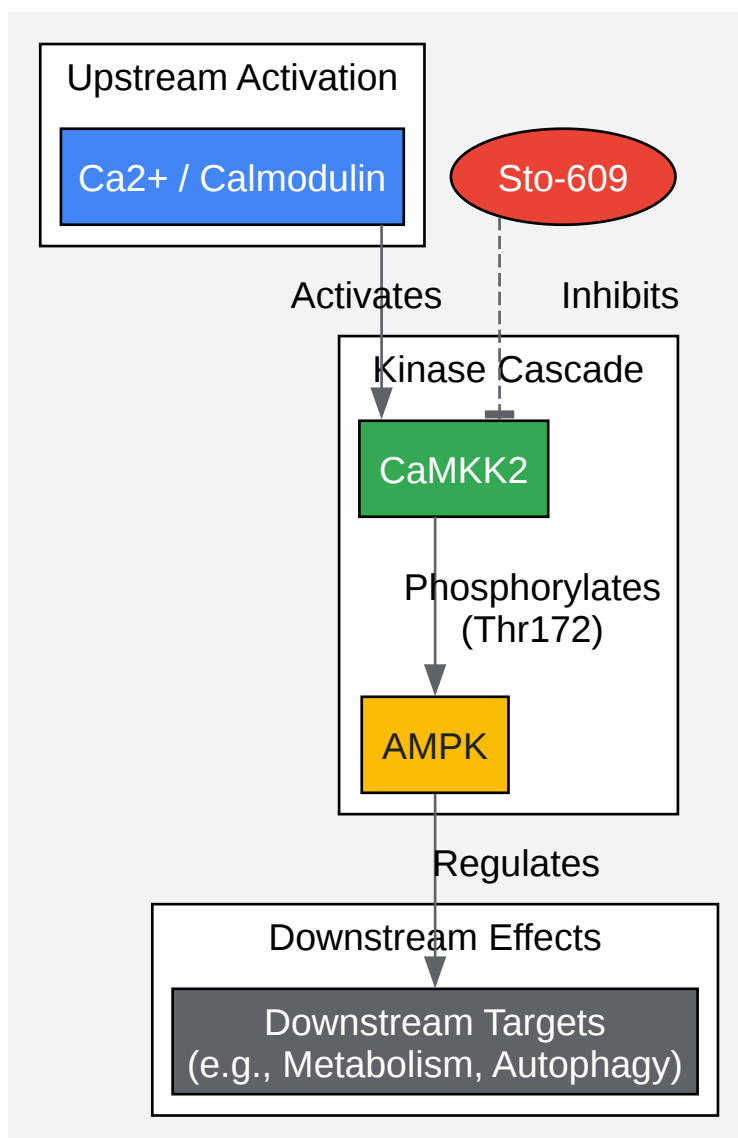 Upstream Activation
Ca2+ / Calmodulin
Sto-609
Activates
Inhibits
Kinase Cascade
CaMKK2
Phosphorylates
(Thr172)
AMPK
Regulates
Downstream Effects
Downstream Targets
(e.g., Metabolism, Autophagy)